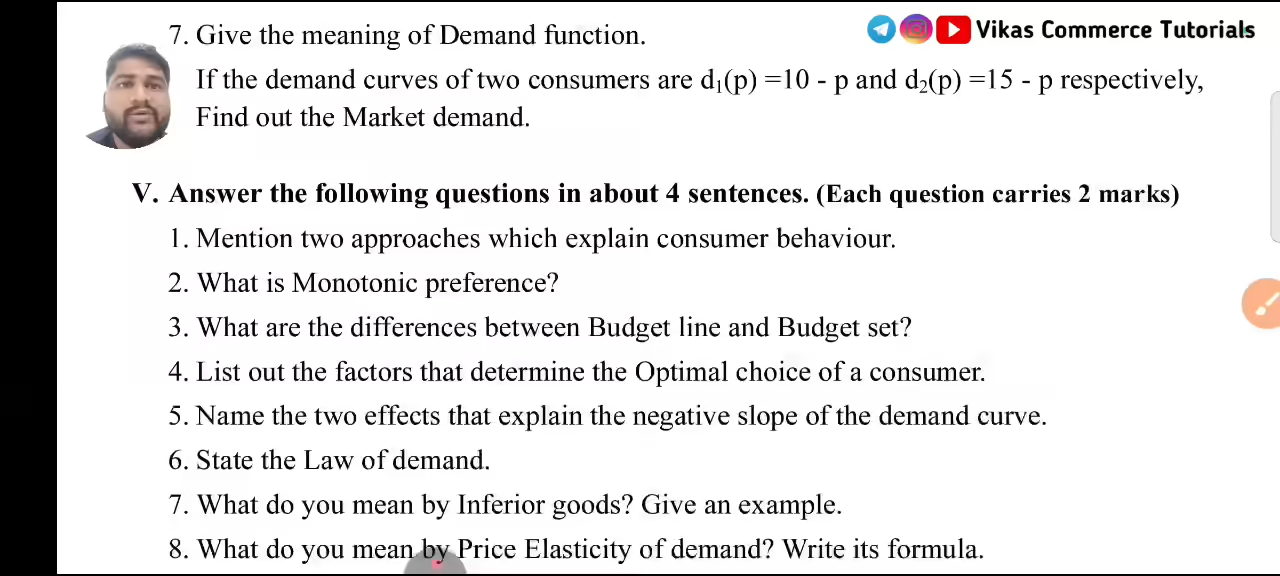 Vikas Commerce Tutorials
7. Give the meaning of Demand function.
If the demand curves of two consumers are d₁(p) =10 - p and d₂(p) =15 - p respectively,
Find out the Market demand.
V. Answer the following questions in about 4 sentences. (Each question carries 2 marks)
1. Mention two approaches which explain consumer behaviour.
2. What is Monotonic preference?
3. What are the differences between Budget line and Budget set?
4. List out the factors that determine the Optimal choice of a consumer.
5. Name the two effects that explain the negative slope of the demand curve.
6. State the Law of demand.
7. What do you mean by Inferior goods? Give an example.
8. What do you mean by Price Elasticity of demand? Write its formula.